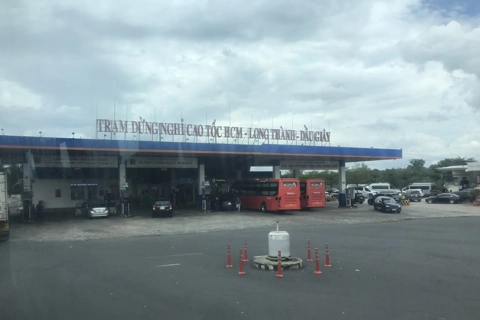 TRẠM DỪNG NGHỈ CAO TỐC HCM - LONG THÀNH - DẦU GIÂY